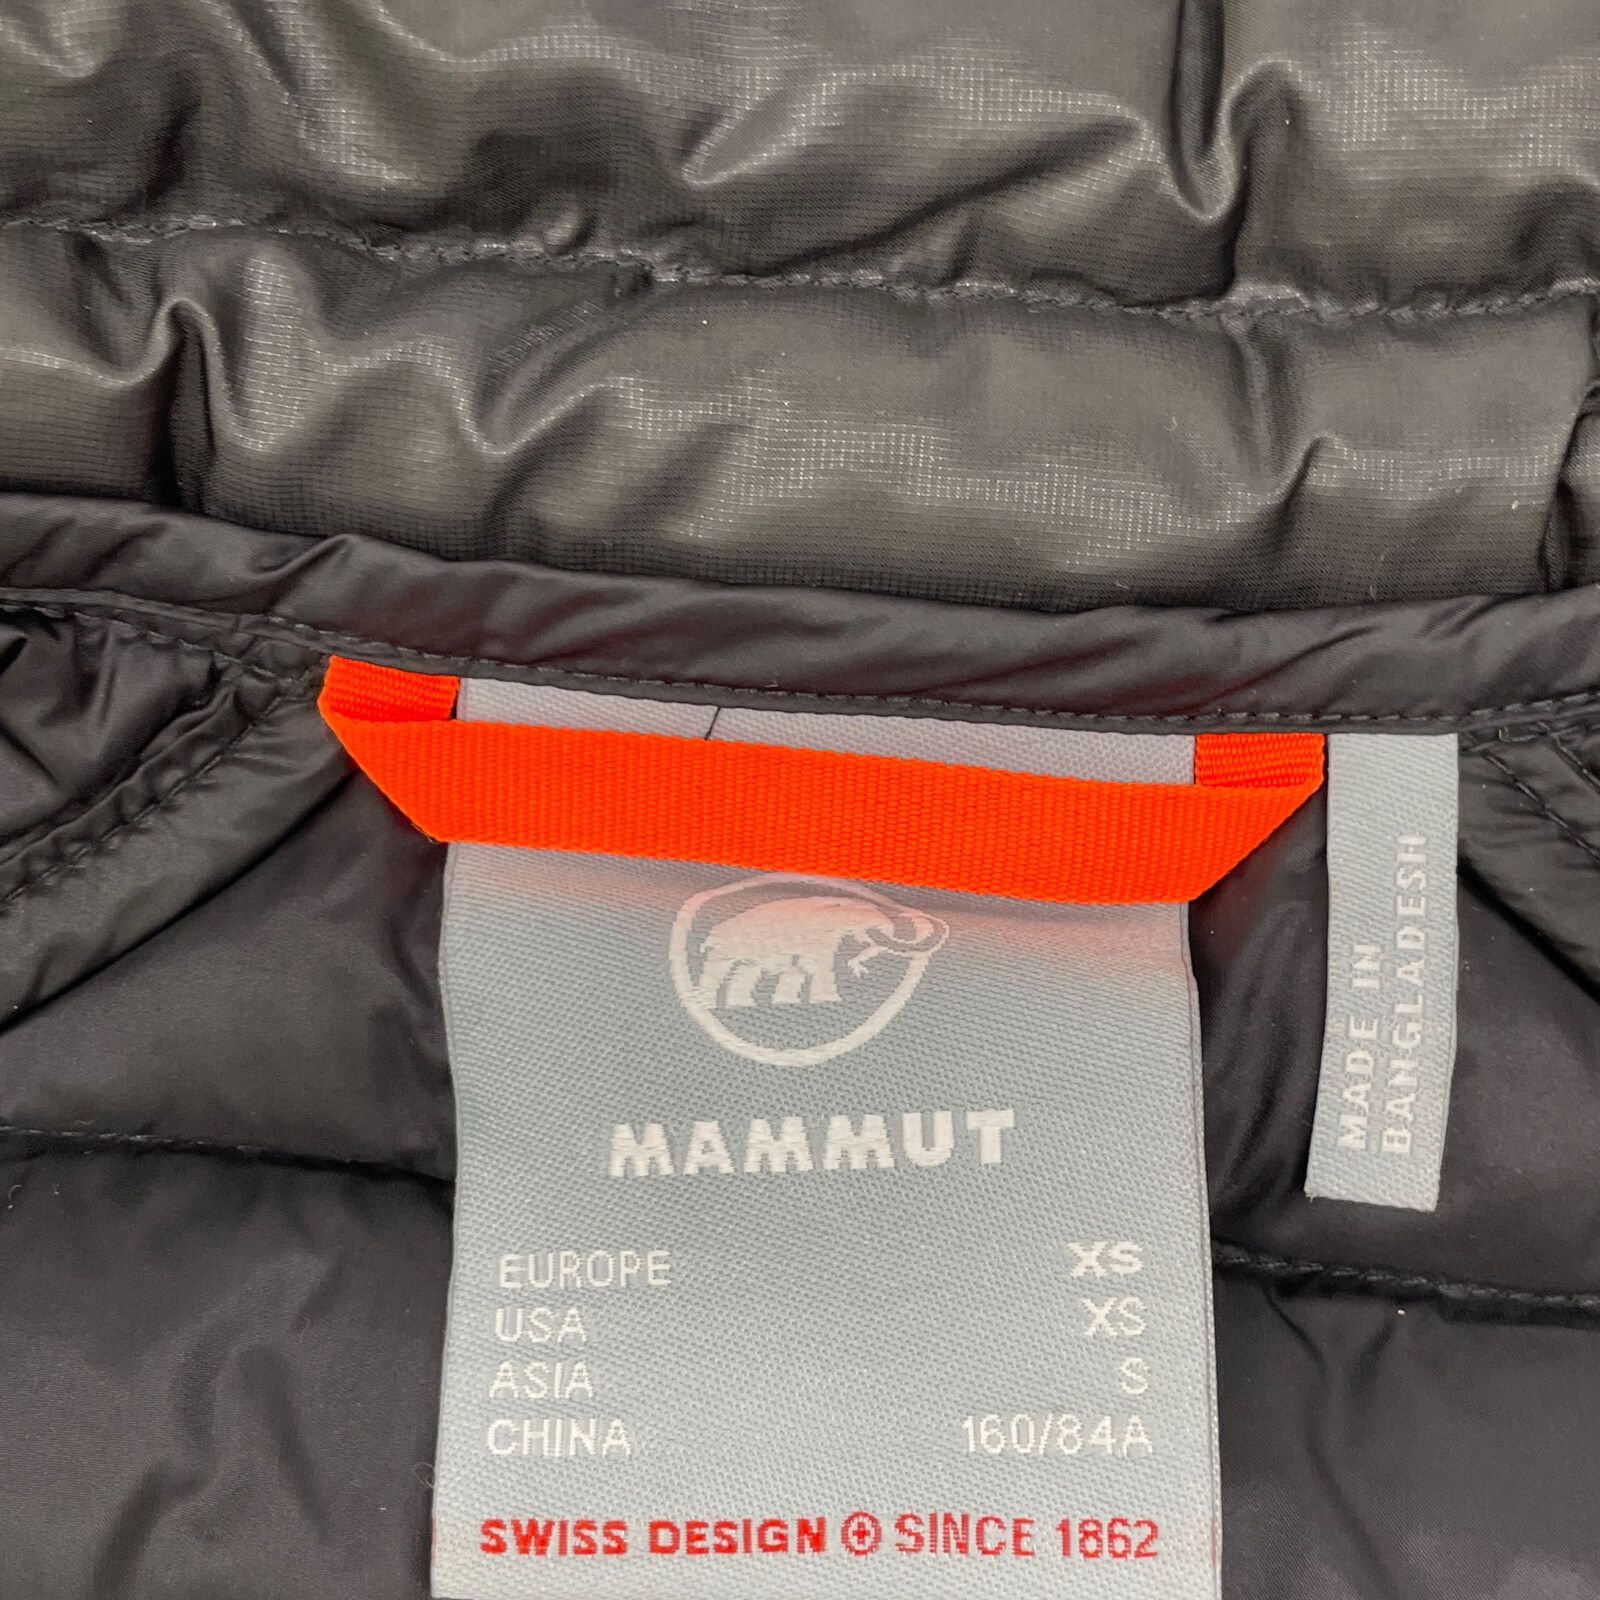 MAMMUT
EUROPE XS
USA XS
ASIA S
CHINA 160/84A
SWISS DESIGN SINCE 1862
MADE IN
BANGLADESH